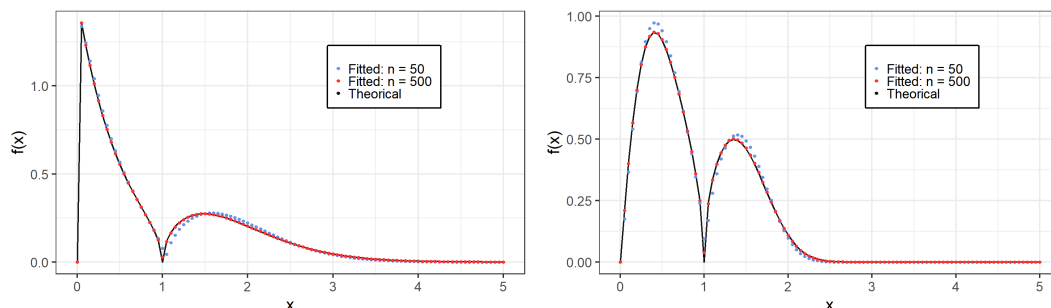 f(x)
1.0
0.5
0.0
Fitted: n = 50
Fitted: n = 500
Theorical
0 1 2 3 4 5
x
f(x)
1.00
0.75
0.50
0.25
0.00
Fitted: n = 50
Fitted: n = 500
Theorical
0 1 2 3 4 5
x